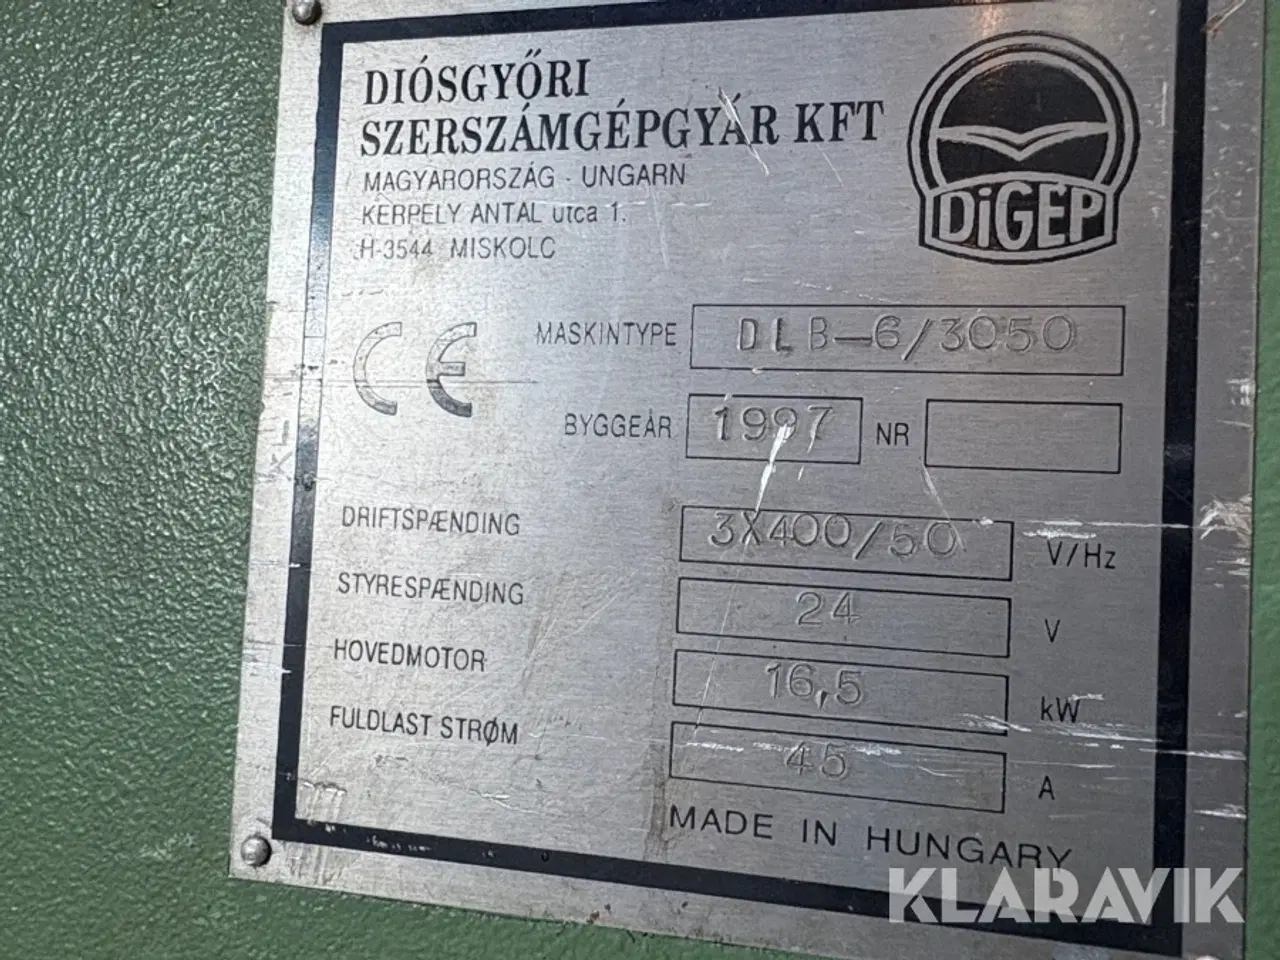 DIÓSGYŐRI
SZERSZÁMGÉPGYÁR KFT
MAGYARORSZÁG - UNGARN
KERPELY ANTAL utca 1.
H-3544 MISKOLC
DiGÉP
CE
MASKINTYPE DLB-6/3050
BYGGEÅR 1997 NR
DRIFTSPÆNDING 3X400/50 V/Hz
STYRESPÆNDING 24 V
HOVEDMOTOR 16,5 kW
FULDLAST STRØM 45 A
MADE IN HUNGARY
KLARAVIK